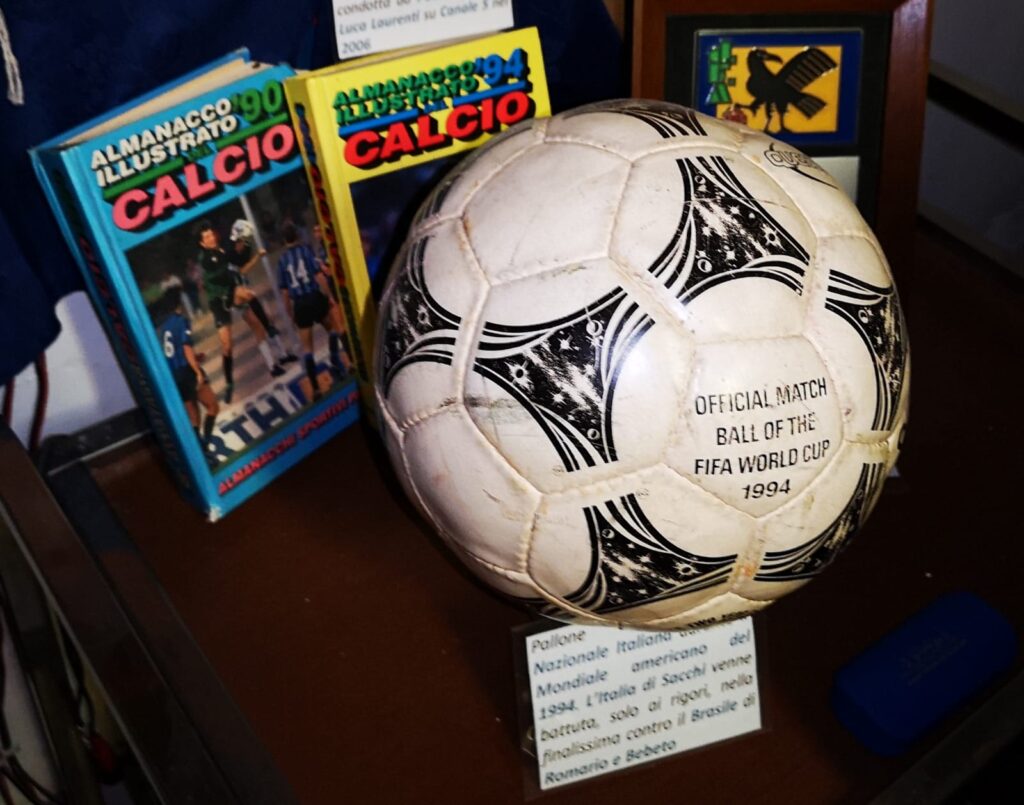 condotta da
Luca Laurenti su Canale 5 nel
2006
ALMANACCO '90
ILLUSTRATO
CALCIO
14
6
ALMANACCHI SPORTIVI
ALMANACCO '94
ILLUSTRATO
CALCIO
OFFICIAL MATCH
BALL OF THE
FIFA WORLD CUP
1994
Pallone
Nazionale Italiana
Mondiale americano del
1994. L'Italia di Sacchi venne
battuta, solo ai rigori, nella
finalissima contro il Brasile di
Romario e Bebeto